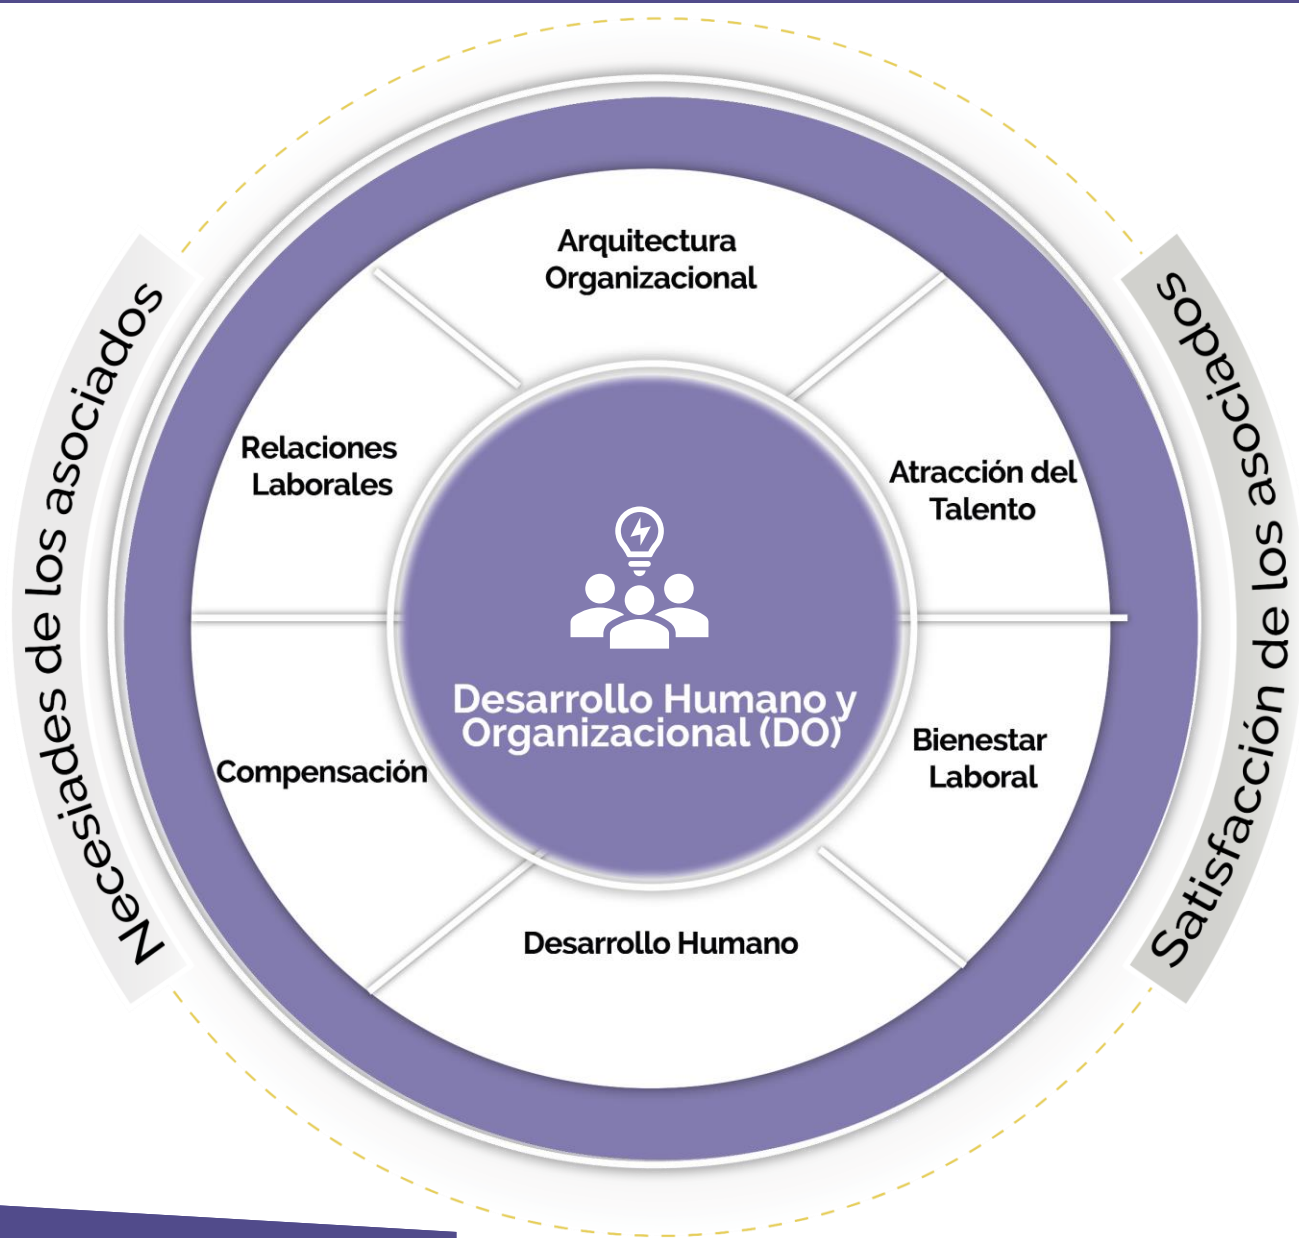 Arquitectura
Organizacional
Relaciones
Laborales
Atracción del
Talento
Necesiades de los asociados
Satisfacción de los asociados
Desarrollo Humano y
Organizacional (DO)
Compensación
Bienestar
Laboral
Desarrollo Humano